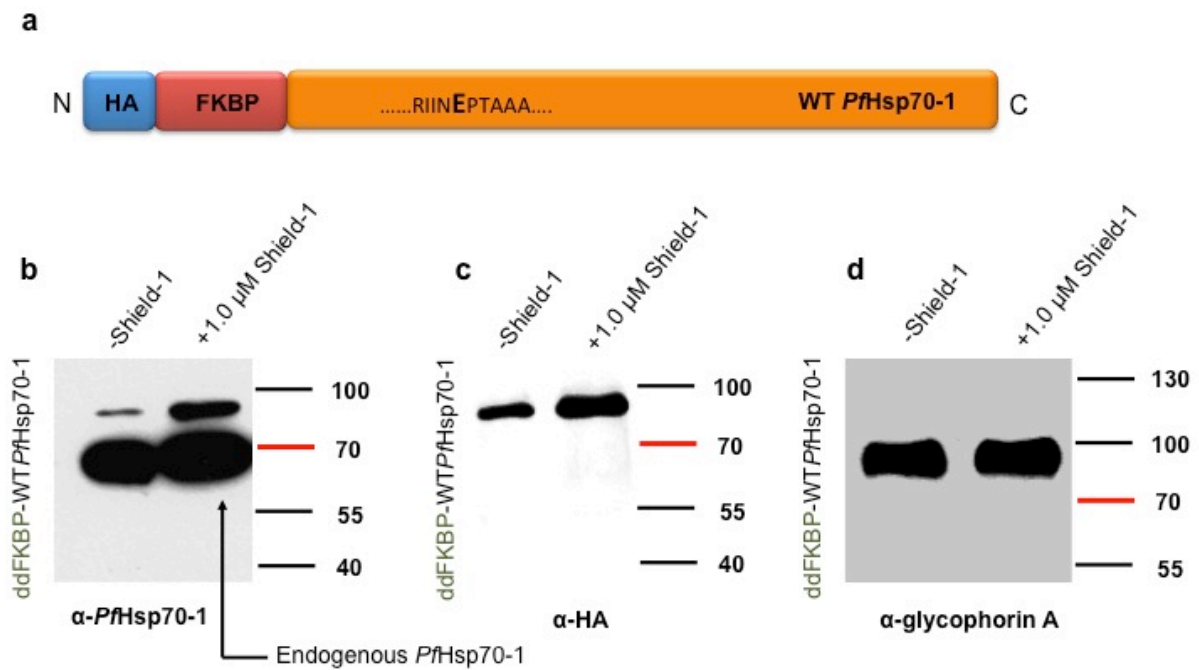 a
N HA FKBP ......RIINEPTAAA.... WT PfHsp70-1 C
b
-Shield-1
+1.0 µM Shield-1
ddFKBP-WTPfHsp70-1
100
70
55
40
α-PfHsp70-1
Endogenous PfHsp70-1
c
-Shield-1
+1.0 µM Shield-1
ddFKBP-WTPfHsp70-1
100
70
55
40
α-HA
d
-Shield-1
+1.0 µM Shield-1
ddFKBP-WTPfHsp70-1
130
100
70
55
α-glycophorin A